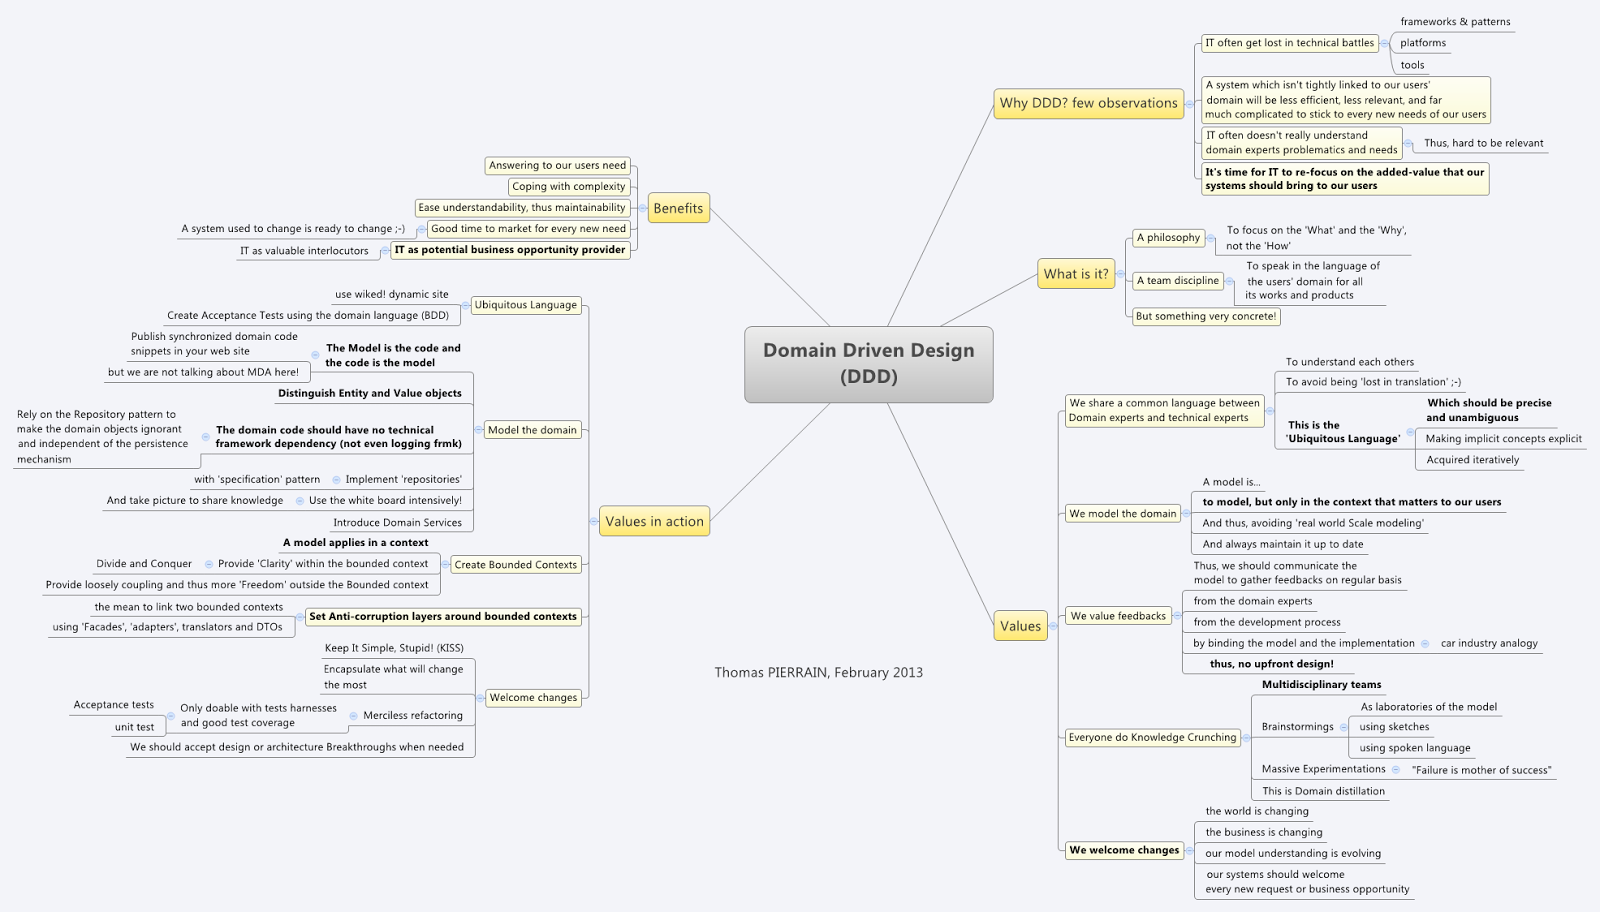 Domain Driven Design
(DDD)
Why DDD? few observations
IT often get lost in technical battles
frameworks & patterns
platforms
tools
A system which isn't tightly linked to our users'
domain will be less efficient, less relevant, and far
much complicated to stick to every new needs of our users
IT often doesn't really understand
domain experts problematics and needs
Thus, hard to be relevant
It's time for IT to re-focus on the added-value that our
systems should bring to our users
What is it?
A philosophy
To focus on the 'What' and the 'Why',
not the 'How'
A team discipline
To speak in the language of
the users' domain for all
its works and products
But something very concrete!
Values
We share a common language between
Domain experts and technical experts
To understand each others
To avoid being 'lost in translation' ;-)
This is the
'Ubiquitous Language'
Which should be precise
and unambiguous
Making implicit concepts explicit
Acquired iteratively
We model the domain
A model is...
to model, but only in the context that matters to our users
And thus, avoiding 'real world Scale modeling'
And always maintain it up to date
We value feedbacks
Thus, we should communicate the
model to gather feedbacks on regular basis
from the domain experts
from the development process
by binding the model and the implementation
car industry analogy
thus, no upfront design!
Everyone do Knowledge Crunching
Multidisciplinary teams
Brainstormings
As laboratories of the model
using sketches
using spoken language
Massive Experimentations
"Failure is mother of success"
This is Domain distillation
We welcome changes
the world is changing
the business is changing
our model understanding is evolving
our systems should welcome
every new request or business opportunity
Benefits
Answering to our users need
Coping with complexity
Ease understandability, thus maintainability
Good time to market for every new need
A system used to change is ready to change ;-)
IT as potential business opportunity provider
IT as valuable interlocutors
Values in action
Ubiquitous Language
use wiked! dynamic site
Create Acceptance Tests using the domain language (BDD)
Model the domain
The Model is the code and
the code is the model
Publish synchronized domain code
snippets in your web site
but we are not talking about MDA here!
Distinguish Entity and Value objects
The domain code should have no technical
framework dependency (not even logging frmk)
Rely on the Repository pattern to
make the domain objects ignorant
and independent of the persistence
mechanism
Implement 'repositories'
with 'specification' pattern
Use the white board intensively!
And take picture to share knowledge
Introduce Domain Services
Create Bounded Contexts
A model applies in a context
Provide 'Clarity' within the bounded context
Divide and Conquer
Provide loosely coupling and thus more 'Freedom' outside the Bounded context
Set Anti-corruption layers around bounded contexts
the mean to link two bounded contexts
using 'Facades', 'adapters', translators and DTOs
Welcome changes
Keep It Simple, Stupid! (KISS)
Encapsulate what will change
the most
Merciless refactoring
Only doable with tests harnesses
and good test coverage
Acceptance tests
unit test
We should accept design or architecture Breakthroughs when needed
Thomas PIERRAIN, February 2013